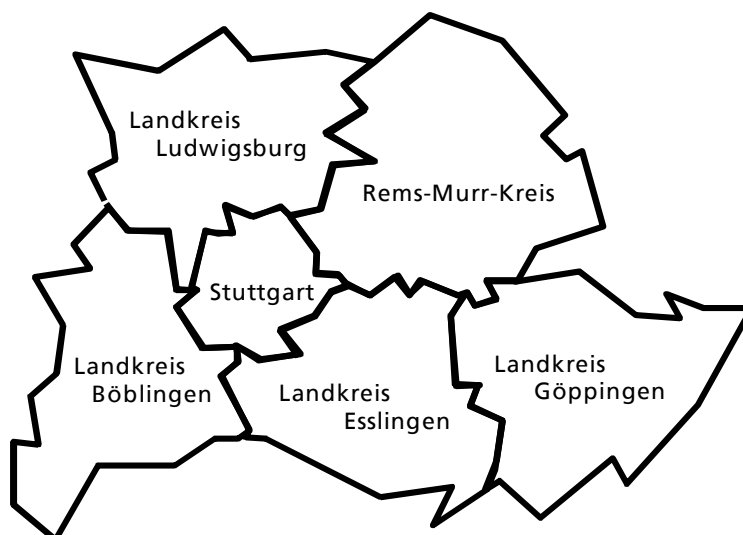 Landkreis
Ludwigsburg
Rems-Murr-Kreis
Stuttgart
Landkreis
Böblingen
Landkreis
Esslingen
Landkreis
Göppingen